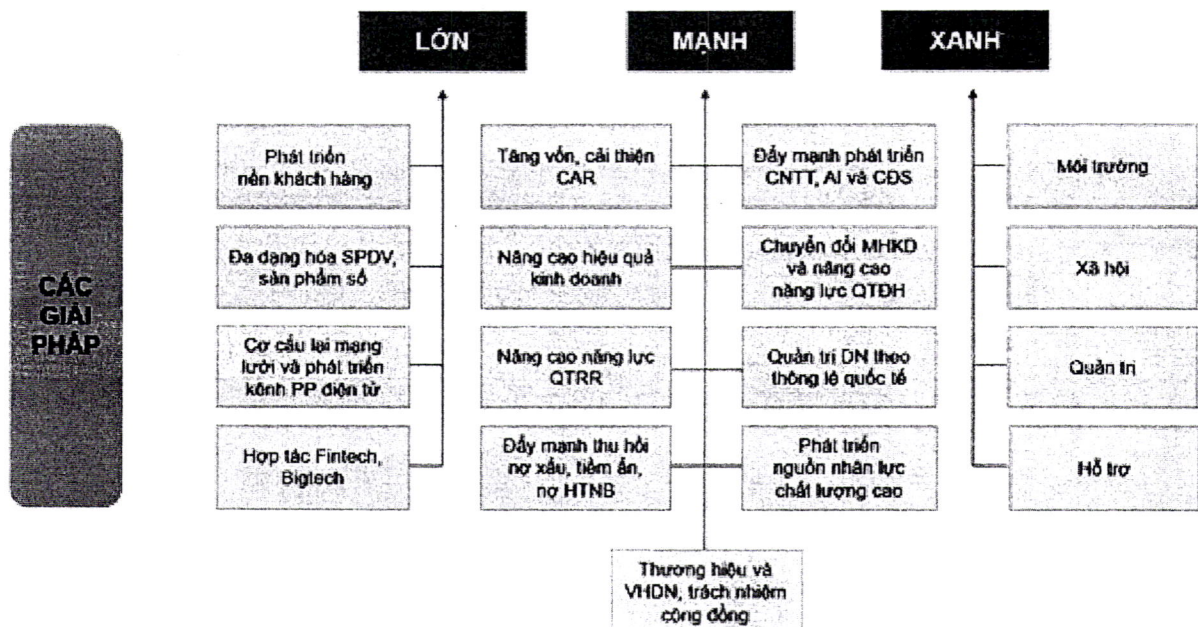 LỚN
MẠNH
XANH
CÁC
GIẢI
PHÁP
Phát triển
nền khách hàng
Đa dạng hóa SPDV,
sản phẩm số
Cơ cấu lại mạng
lưới và phát triển
kênh PP điện tử
Hợp tác Fintech,
Bigtech
Tăng vốn, cải thiện
CAR
Nâng cao hiệu quả
kinh doanh
Nâng cao năng lực
QTRR
Đẩy mạnh thu hồi
nợ xấu, tiềm ẩn,
nợ HTNB
Đẩy mạnh phát triển
CNTT, AI và CĐS
Chuyển đổi MHKD
và nâng cao
năng lực QTĐH
Quản trị DN theo
thông lệ quốc tế
Phát triển
nguồn nhân lực
chất lượng cao
Thương hiệu và
VHDN, trách nhiệm
cộng đồng
Môi trường
Xã hội
Quản trị
Hỗ trợ